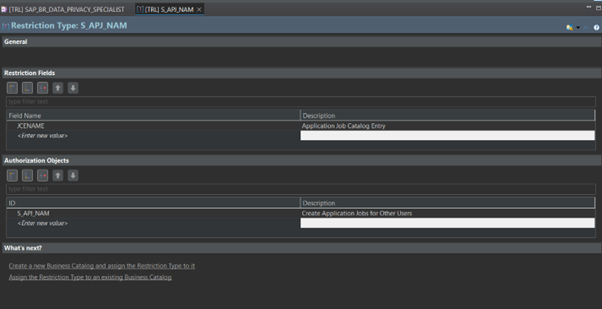 [TRL] SAP_BR_DATA_PRIVACY_SPECIALIST
[TRL] S_APJ_NAM
Restriction Type: S_APJ_NAM
General
Restriction Fields
type filter text
Field Name Description
JCENAME Application Job Catalog Entry
<Enter new value>
Authorization Objects
type filter text
ID Description
S_APJ_NAM Create Application Jobs for Other Users
<Enter new value>
What's next?
Create a new Business Catalog and assign the Restriction Type to it
Assign the Restriction Type to an existing Business Catalog